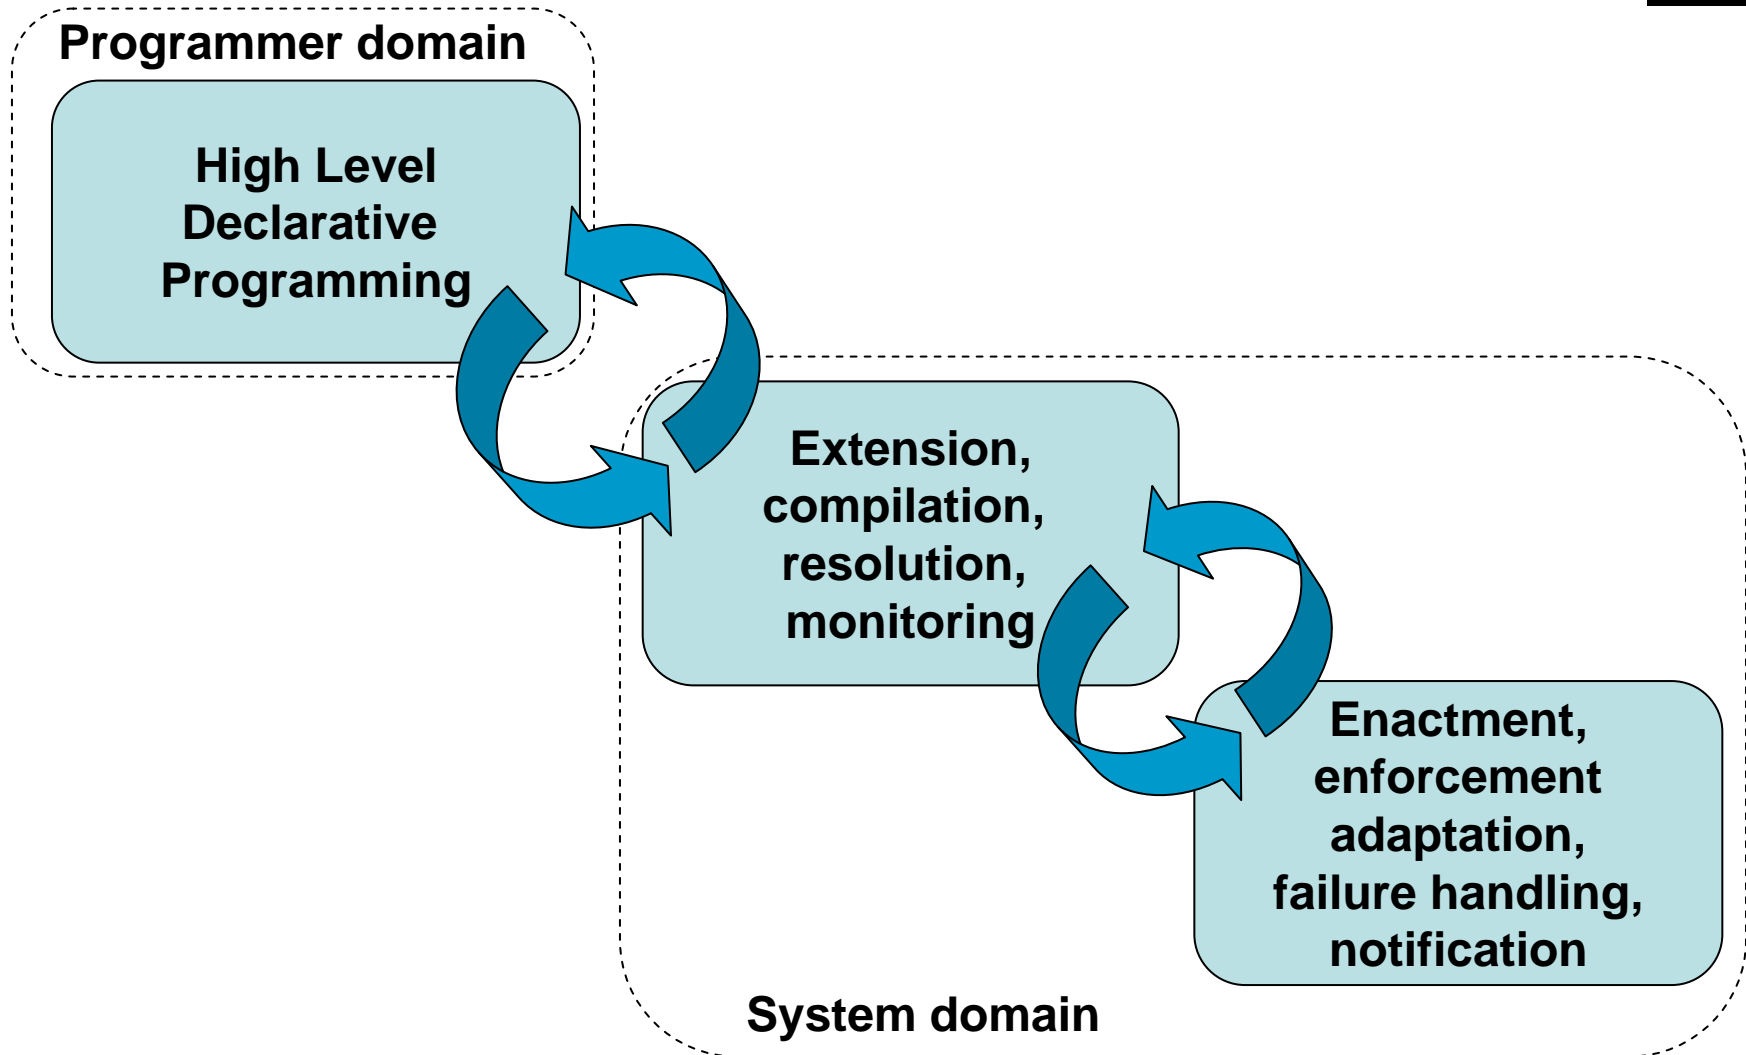 Programmer domain
High Level
Declarative
Programming
Extension,
compilation,
resolution,
monitoring
Enactment,
enforcement
adaptation,
failure handling,
notification
System domain